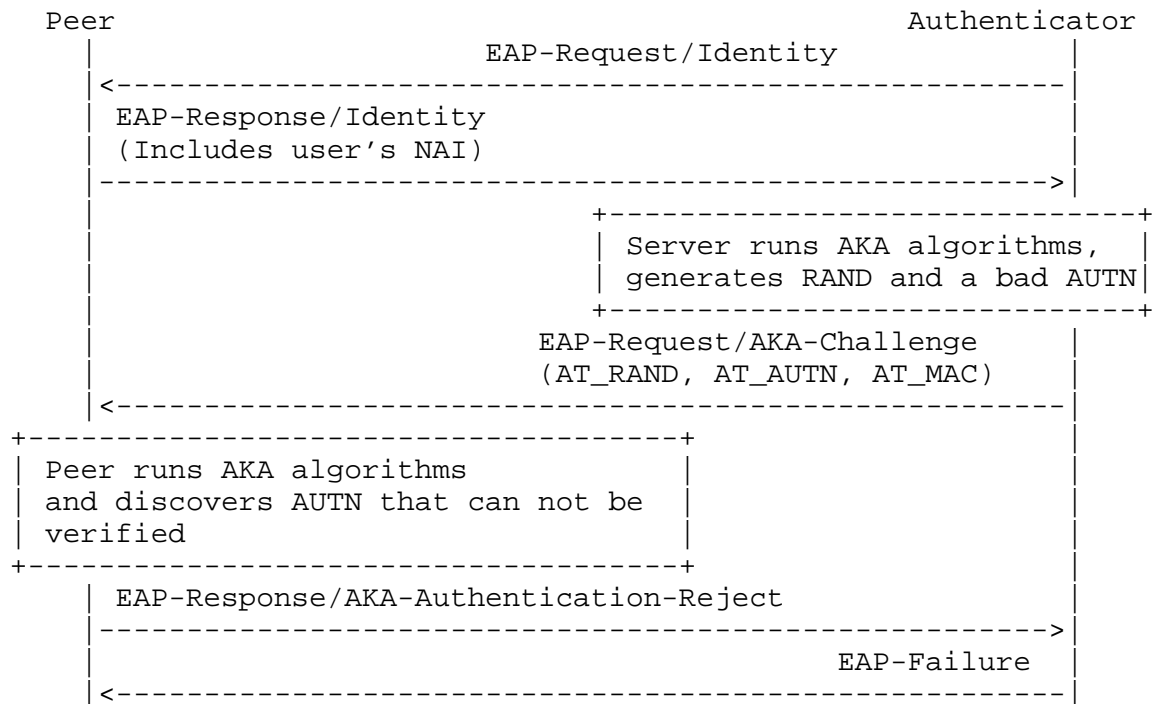 Peer Authenticator
EAP-Request/Identity
EAP-Response/Identity
(Includes user's NAI)
Server runs AKA algorithms,
generates RAND and a bad AUTN
EAP-Request/AKA-Challenge
(AT_RAND, AT_AUTN, AT_MAC)
Peer runs AKA algorithms
and discovers AUTN that can not be
verified
EAP-Response/AKA-Authentication-Reject
EAP-Failure